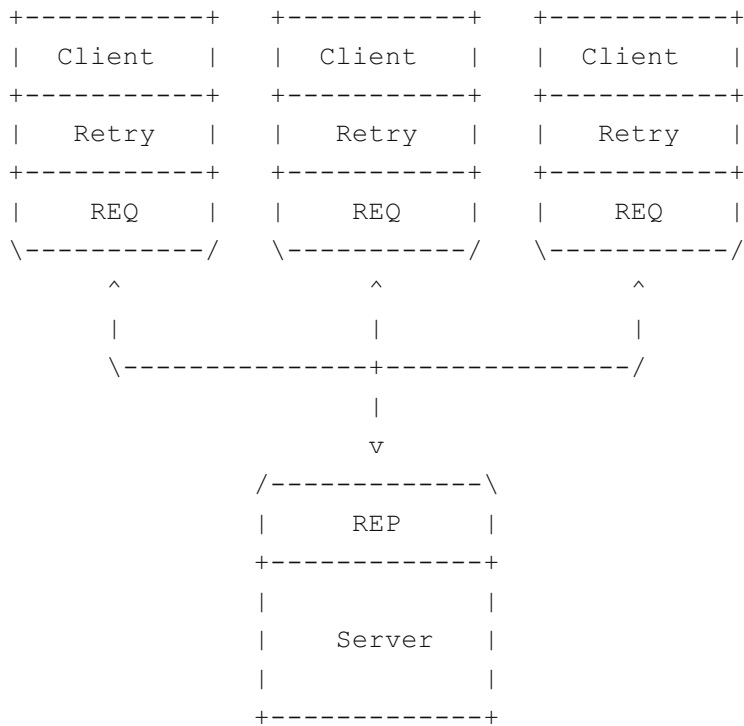 Client Client Client
Retry Retry Retry
REQ REQ REQ
REP
Server